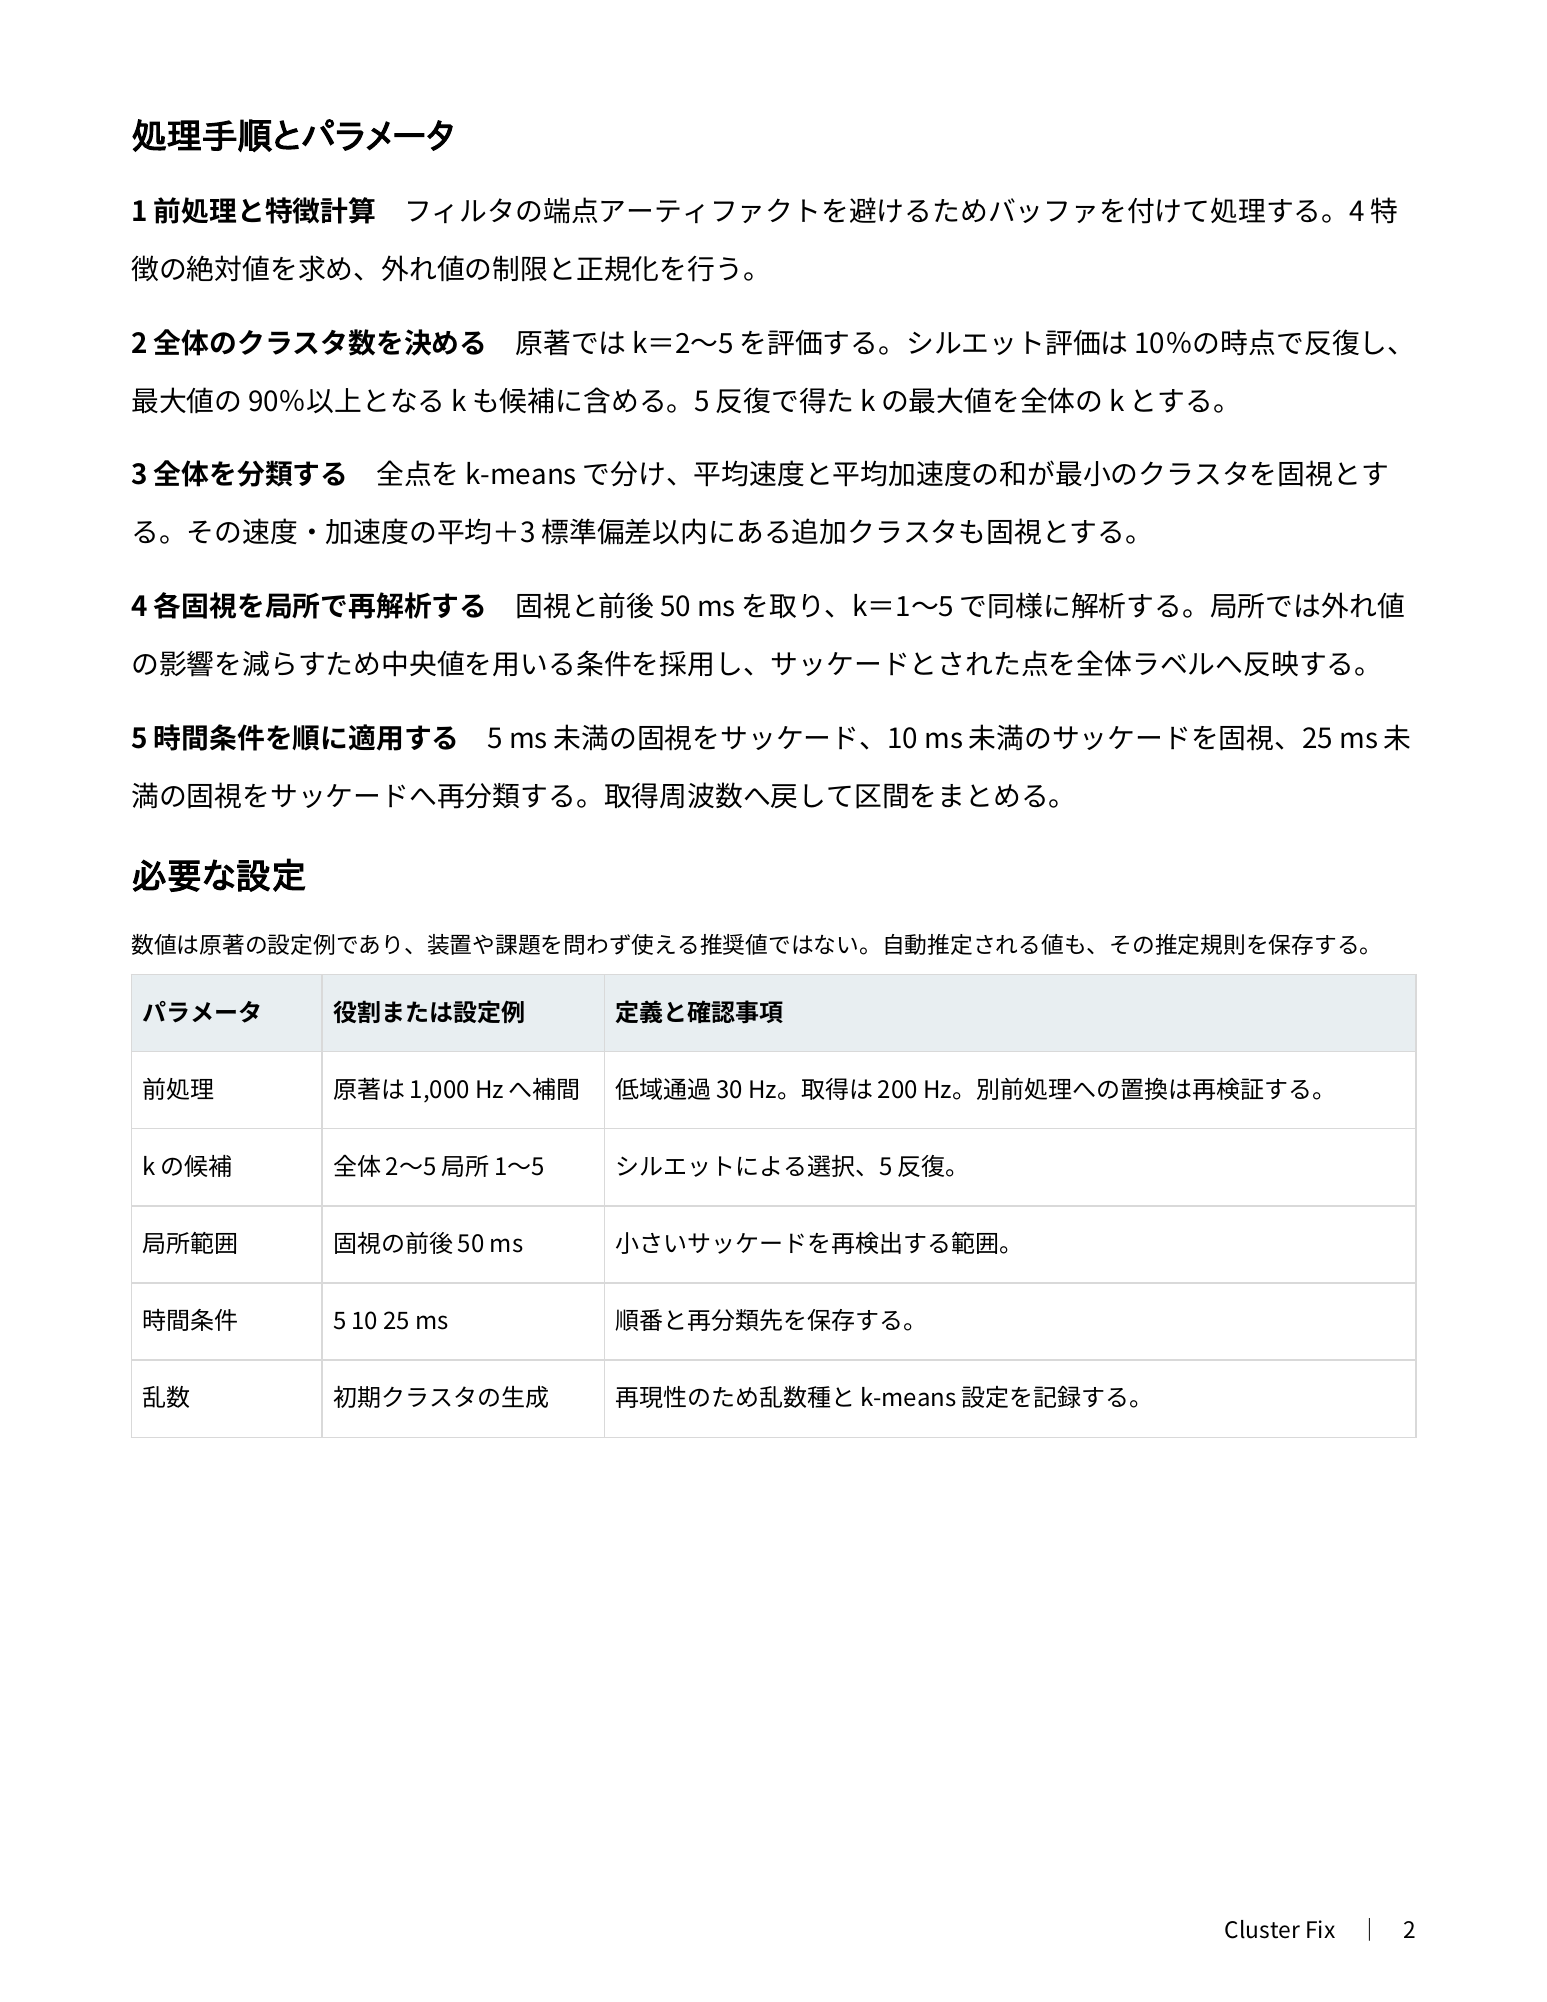 処理手順とパラメータ
1 前処理と特徴計算　フィルタの端点アーティファクトを避けるためバッファを付けて処理する。4 特
徴の絶対値を求め、外れ値の制限と正規化を行う。
2 全体のクラスタ数を決める　原著では k＝2～5 を評価する。シルエット評価は 10%の時点で反復し、
最大値の 90%以上となる k も候補に含める。5 反復で得た k の最大値を全体の k とする。
3 全体を分類する　全点を k-means で分け、平均速度と平均加速度の和が最小のクラスタを固視とす
る。その速度・加速度の平均＋3 標準偏差以内にある追加クラスタも固視とする。
4 各固視を局所で再解析する　固視と前後 50 ms を取り、k＝1～5 で同様に解析する。局所では外れ値
の影響を減らすため中央値を用いる条件を採用し、サッケードとされた点を全体ラベルへ反映する。
5 時間条件を順に適用する　5 ms 未満の固視をサッケード、10 ms 未満のサッケードを固視、25 ms 未
満の固視をサッケードへ再分類する。取得周波数へ戻して区間をまとめる。
必要な設定
数値は原著の設定例であり、装置や課題を問わず使える推奨値ではない。自動推定される値も、その推定規則を保存する。
パラメータ　役割または設定例　定義と確認事項
前処理　原著は 1,000 Hz へ補間　低域通過 30 Hz。取得は 200 Hz。別前処理への置換は再検証する。
k の候補　全体 2～5 局所 1～5　シルエットによる選択、5 反復。
局所範囲　固視の前後 50 ms　小さいサッケードを再検出する範囲。
時間条件　5 10 25 ms　順番と再分類先を保存する。
乱数　初期クラスタの生成　再現性のため乱数種と k-means 設定を記録する。
Cluster Fix ｜ 2